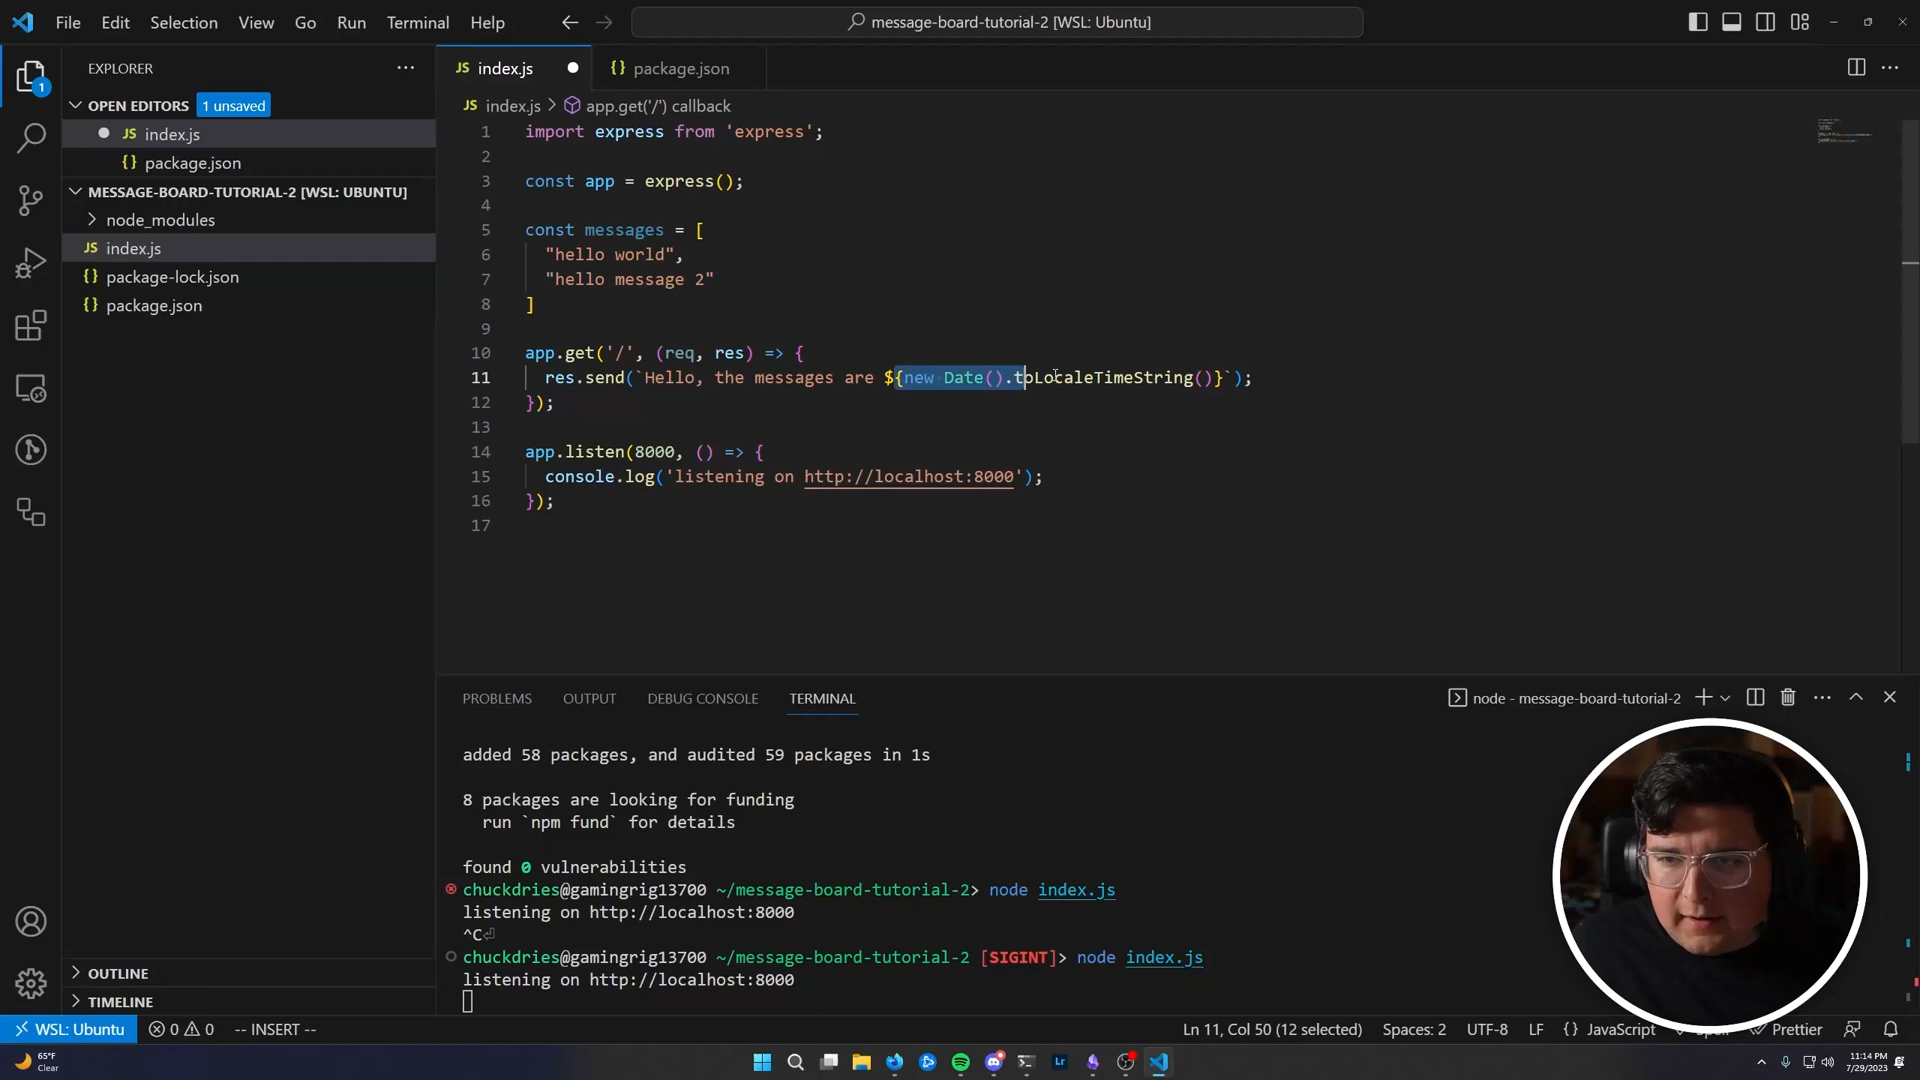 File Edit Selection View Go Run Terminal Help
message-board-tutorial-2 [WSL: Ubuntu]
EXPLORER
1
OPEN EDITORS 1 unsaved
JS index.js
{} package.json
MESSAGE-BOARD-TUTORIAL-2 [WSL: UBUNTU]
node_modules
JS index.js
{} package-lock.json
{} package.json
OUTLINE
TIMELINE
JS index.js
{} package.json
JS index.js > app.get('/') callback
1 import express from 'express';
2
3 const app = express();
4
5 const messages = [
6 "hello world",
7 "hello message 2"
8 ]
9
10 app.get('/', (req, res) => {
11 res.send(`Hello, the messages are ${new Date().toLocaleTimeString()}`);
12 });
13
14 app.listen(8000, () => {
15 console.log('listening on http://localhost:8000');
16 });
17
PROBLEMS OUTPUT DEBUG CONSOLE TERMINAL
node - message-board-tutorial-2
added 58 packages, and audited 59 packages in 1s
8 packages are looking for funding
run `npm fund` for details
found 0 vulnerabilities
chuckdries@gamingrig13700 ~/message-board-tutorial-2> node index.js
listening on http://localhost:8000
^C⏎
chuckdries@gamingrig13700 ~/message-board-tutorial-2 [SIGINT]> node index.js
listening on http://localhost:8000
WSL: Ubuntu 0 0 -- INSERT --
Ln 11, Col 50 (12 selected) Spaces: 2 UTF-8 LF {} JavaScript Prettier
65°F
Clear
Lr
11:14 PM
7/29/2023